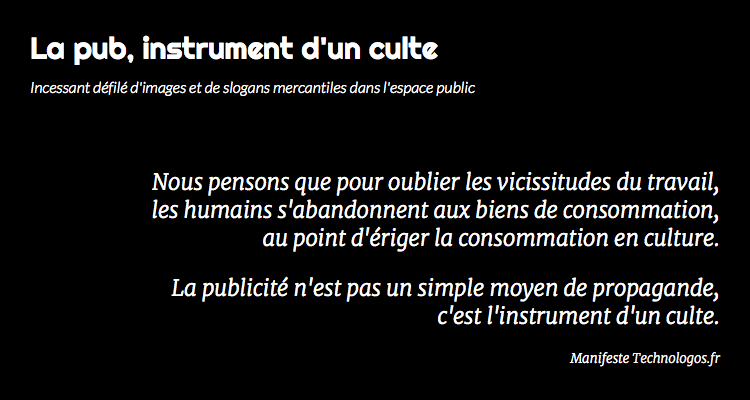 La pub, instrument d'un culte
Incessant défilé d'images et de slogans mercantiles dans l'espace public
Nous pensons que pour oublier les vicissitudes du travail,
les humains s'abandonnent aux biens de consommation,
au point d'ériger la consommation en culture.
La publicité n'est pas un simple moyen de propagande,
c'est l'instrument d'un culte.
Manifeste Technologos.fr